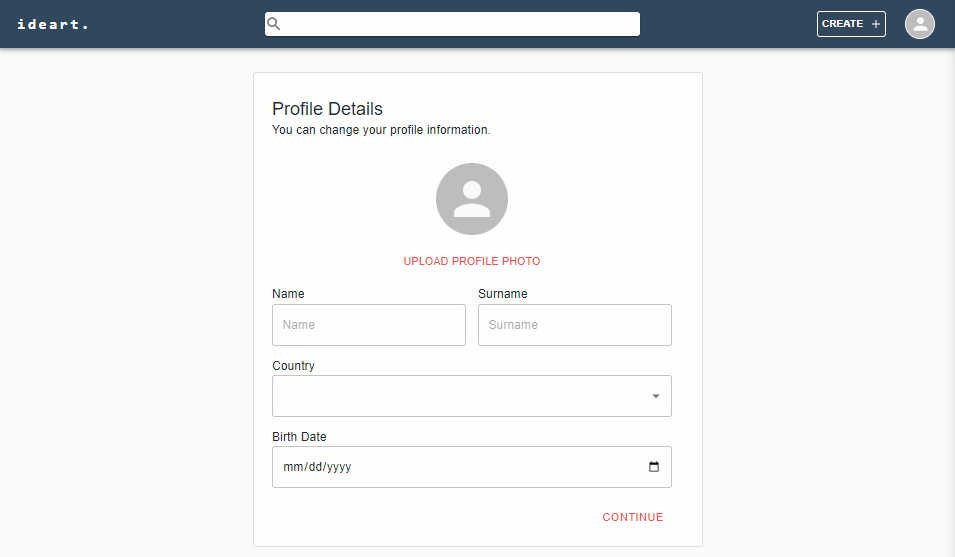 ideart.
CREATE +
Profile Details
You can change your profile information.
UPLOAD PROFILE PHOTO
Name Surname
Name Surname
Country
Birth Date
mm/dd/yyyy
CONTINUE